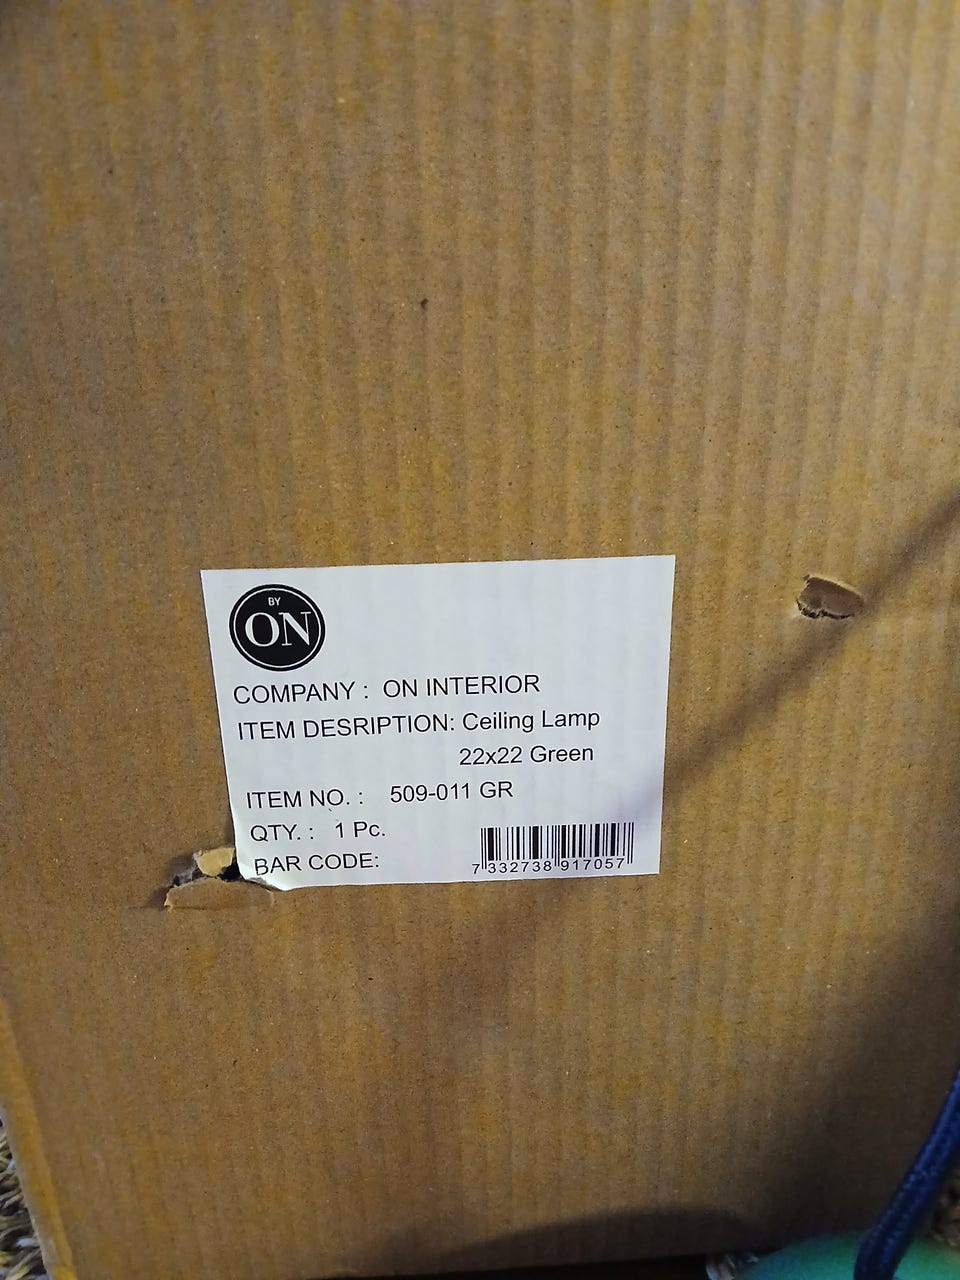 BY
ON
COMPANY : ON INTERIOR
ITEM DESRIPTION: Ceiling Lamp
22x22 Green
ITEM NO. : 509-011 GR
QTY. : 1 Pc.
BAR CODE:
7 332738 917057